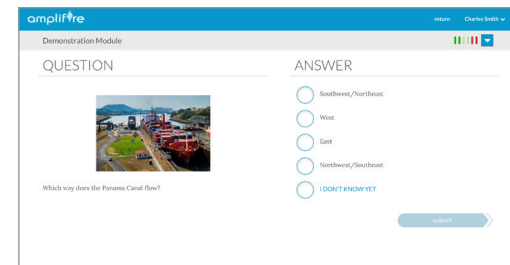 amplifire
return Charles Smith
Demonstration Module
QUESTION
ANSWER
Southwest/Northeast
West
East
Northwest/Southeast
I DON'T KNOW YET
Which way does the Panama Canal flow?
submit